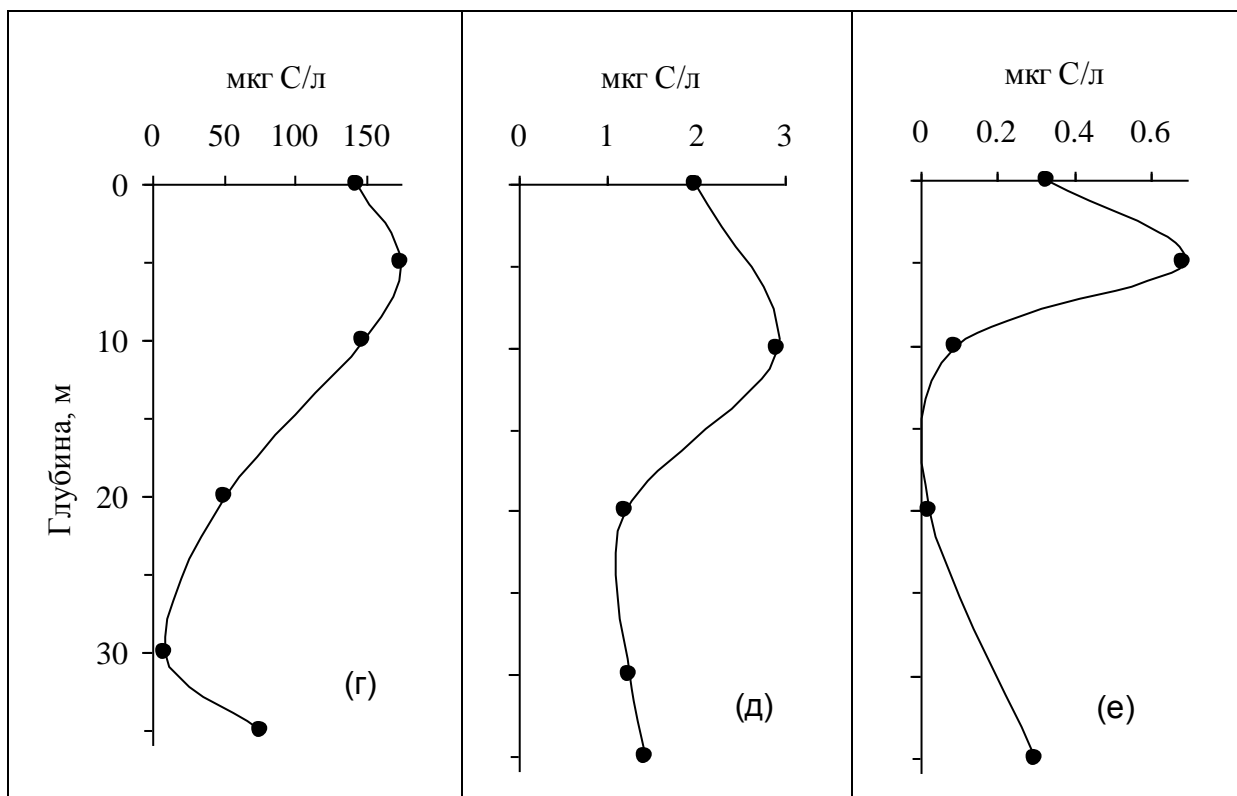 мкг С/л
мкг С/л
мкг С/л
0 50 100 150
0 1 2 3
0 0.2 0.4 0.6
0
10
20
30
Глубина, м
(г)
(д)
(е)